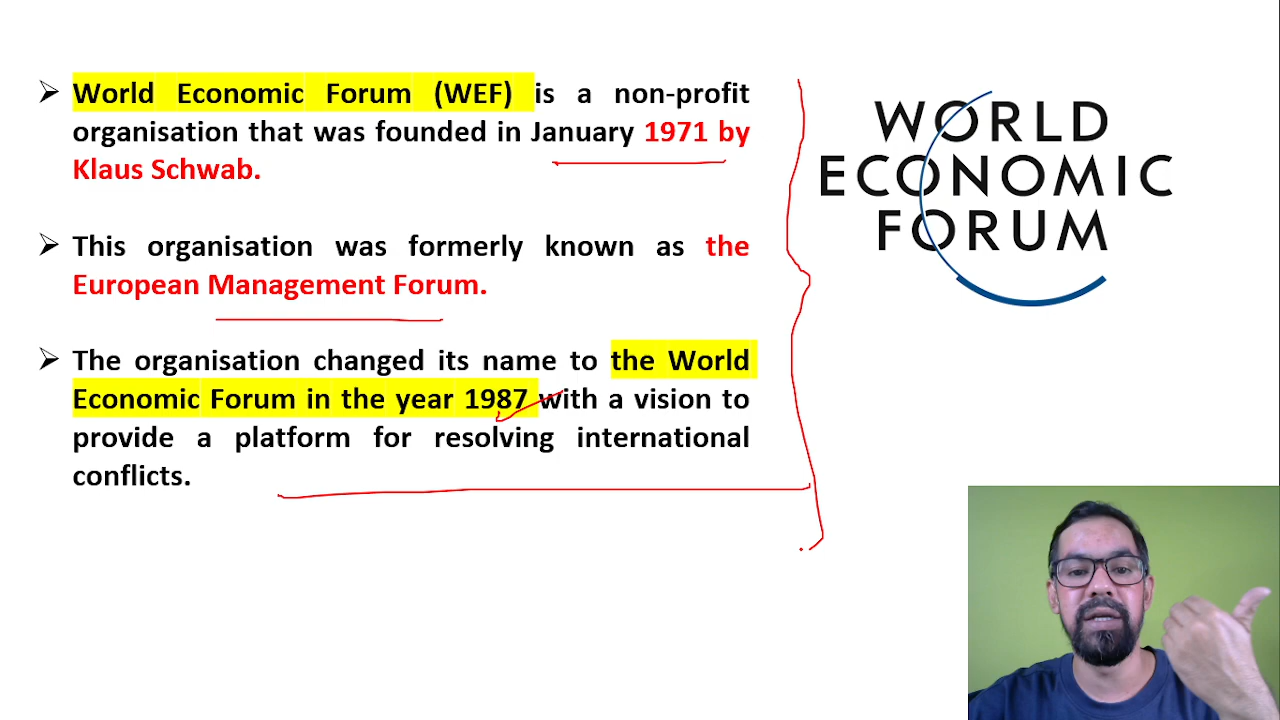 World Economic Forum (WEF) is a non-profit
organisation that was founded in January 1971 by
Klaus Schwab.
This organisation was formerly known as the
European Management Forum.
The organisation changed its name to the World
Economic Forum in the year 1987 with a vision to
provide a platform for resolving international
conflicts.
WORLD
ECONOMIC
FORUM